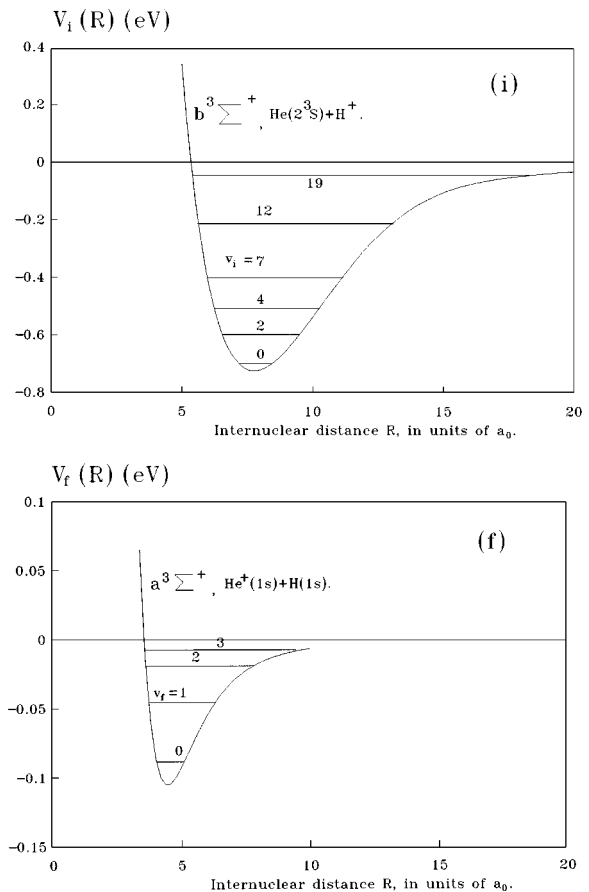 V_i (R) (eV)
0.4
(i)
b ³Σ⁺, He(2³S)+H⁺.
0.2
0
19
-0.2
12
v_i =7
-0.4
4
2
-0.6
0
-0.8
0 5 10 15 20
Internuclear distance R, in units of a₀.
V_f (R) (eV)
0.1
(f)
0.05
a ³Σ⁺, He⁺(1s)+H(1s).
0
3
2
-0.05
v_f =1
0
-0.1
-0.15
0 5 10 15 20
Internuclear distance R, in units of a₀.